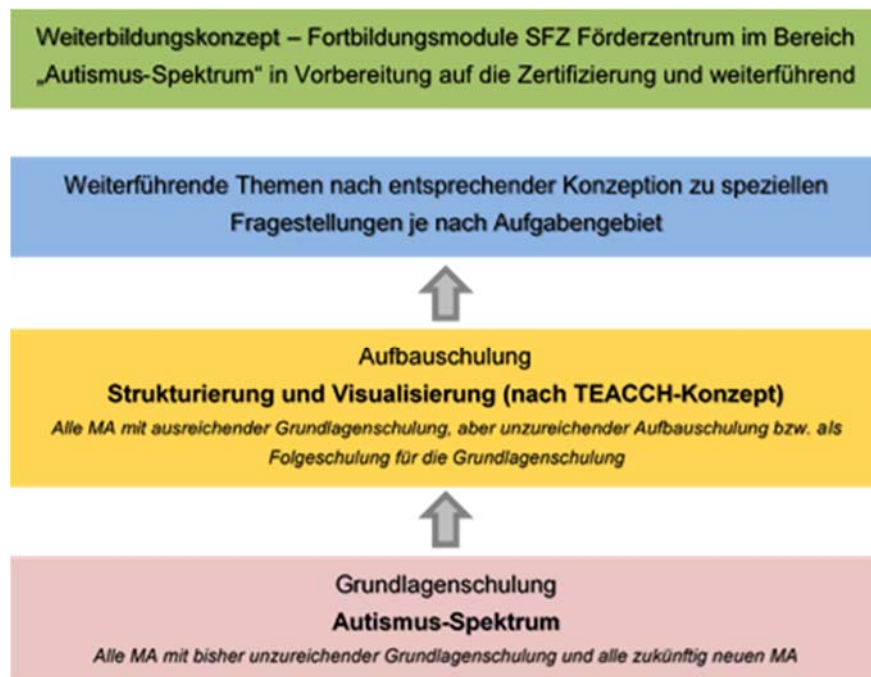 Weiterbildungskonzept – Fortbildungsmodule SFZ Förderzentrum im Bereich
„Autismus-Spektrum“ in Vorbereitung auf die Zertifizierung und weiterführend
Weiterführende Themen nach entsprechender Konzeption zu speziellen
Fragestellungen je nach Aufgabengebiet
Aufbauschulung
Strukturierung und Visualisierung (nach TEACCH-Konzept)
Alle MA mit ausreichender Grundlagenschulung, aber unzureichender Aufbauschulung bzw. als
Folgeschulung für die Grundlagenschulung
Grundlagenschulung
Autismus-Spektrum
Alle MA mit bisher unzureichender Grundlagenschulung und alle zukünftig neuen MA